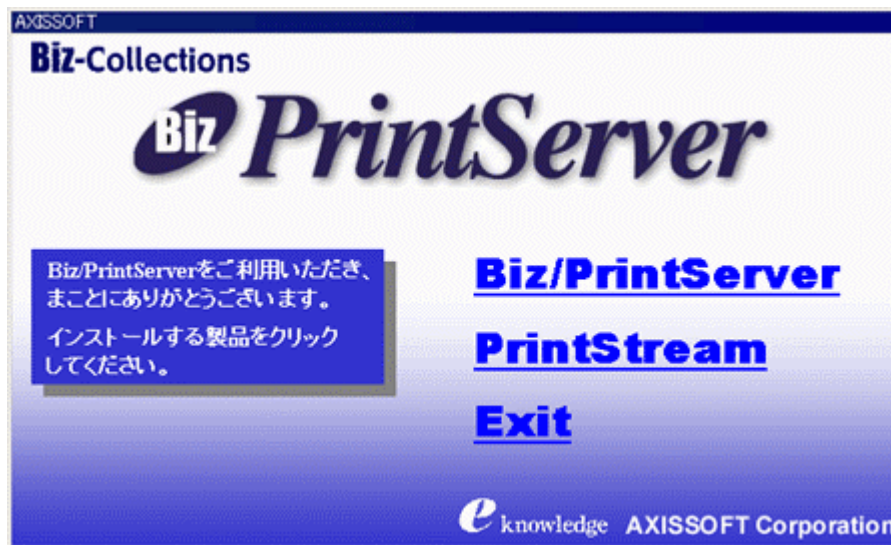 AXISSOFT
Biz-Collections
Biz PrintServer
Biz/PrintServerをご利用いただき、
まことにありがとうございます。
インストールする製品をクリック
してください。
Biz/PrintServer
PrintStream
Exit
e knowledge AXISSOFT Corporation